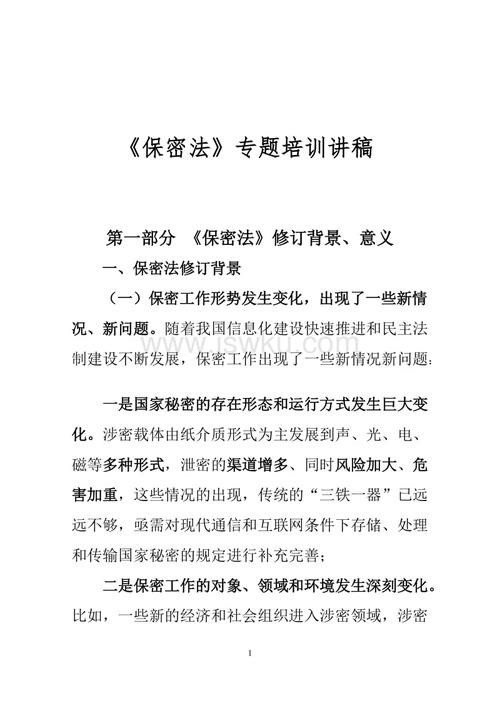 《保密法》专题培训讲稿
第一部分 《保密法》修订背景、意义
一、保密法修订背景
（一）保密工作形势发生变化，出现了一些新情
况、新问题。随着我国信息化建设快速推进和民主法
制建设不断发展，保密工作出现了一些新情况新问题：
www.jswku.com
一是国家秘密的存在形态和运行方式发生巨大变
化。涉密载体由纸介质形式为主发展到声、光、电、
磁等多种形式，泄密的渠道增多、同时风险加大、危
害加重，这些情况的出现，传统的“三铁一器”已远
远不够，亟需对现代通信和互联网条件下存储、处理
和传输国家秘密的规定进行补充完善；
二是保密工作的对象、领域和环境发生深刻变化。
比如，一些新的经济和社会组织进入涉密领域，涉密
1